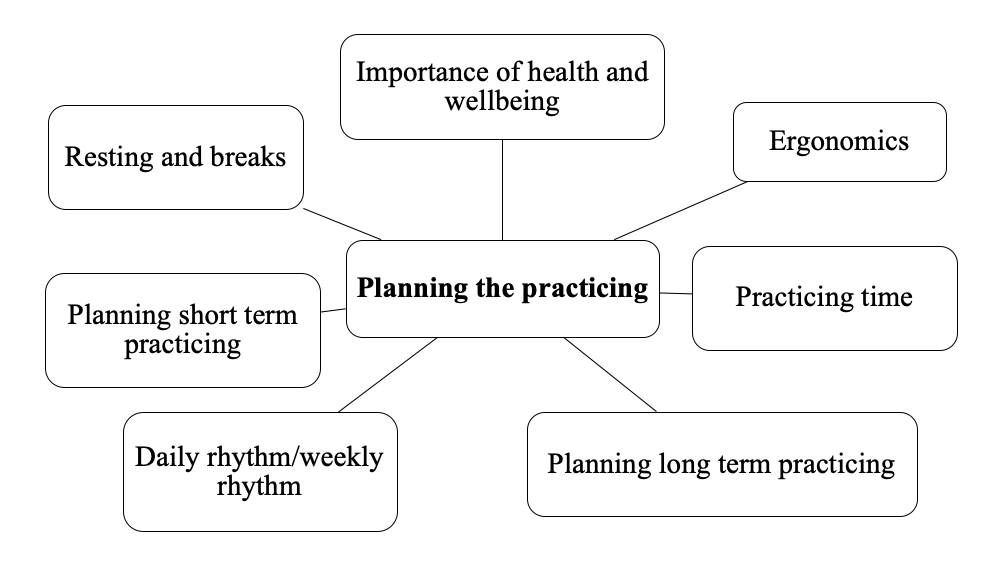 Importance of health and
wellbeing
Resting and breaks
Ergonomics
Planning the practicing
Practicing time
Planning short term
practicing
Daily rhythm/weekly
rhythm
Planning long term practicing